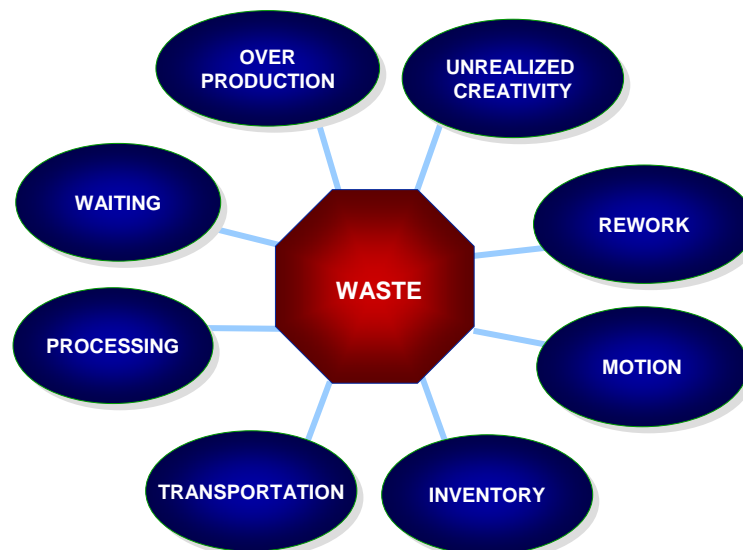 OVER
PRODUCTION
UNREALIZED
CREATIVITY
WAITING
REWORK
WASTE
PROCESSING
MOTION
TRANSPORTATION
INVENTORY